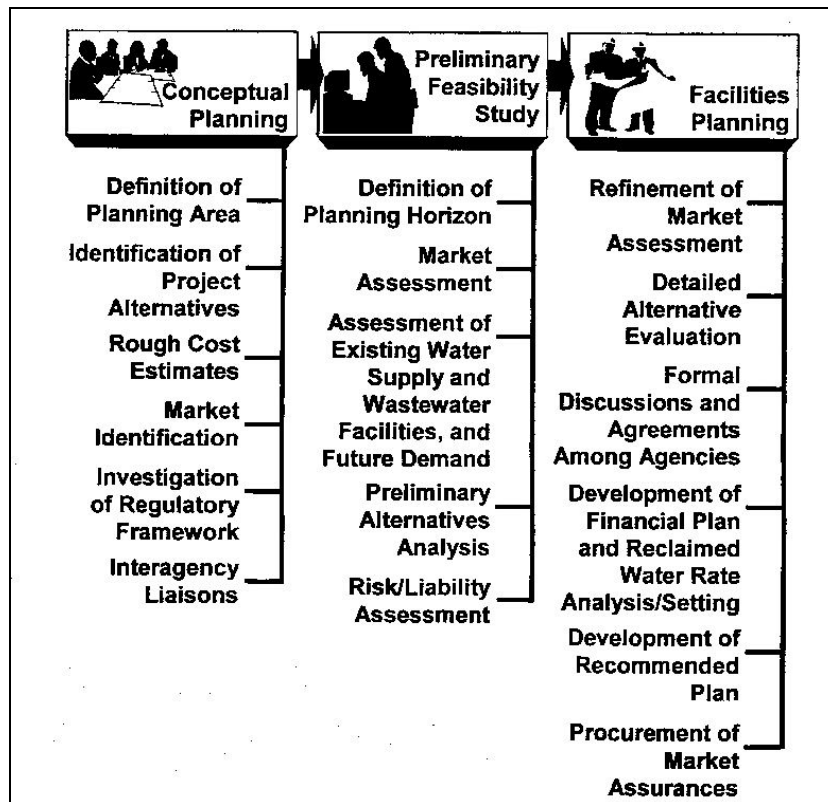 Conceptual
Planning
Definition of
Planning Area
Identification of
Project
Alternatives
Rough Cost
Estimates
Market
Identification
Investigation
of Regulatory
Framework
Interagency
Liaisons
Preliminary
Feasibility
Study
Definition of
Planning Horizon
Market
Assessment
Assessment of
Existing Water
Supply and
Wastewater
Facilities, and
Future Demand
Preliminary
Alternatives
Analysis
Risk/Liability
Assessment
Facilities
Planning
Refinement of
Market
Assessment
Detailed
Alternative
Evaluation
Formal
Discussions and
Agreements
Among Agencies
Development of
Financial Plan
and Reclaimed
Water Rate
Analysis/Setting
Development of
Recommended
Plan
Procurement of
Market
Assurances